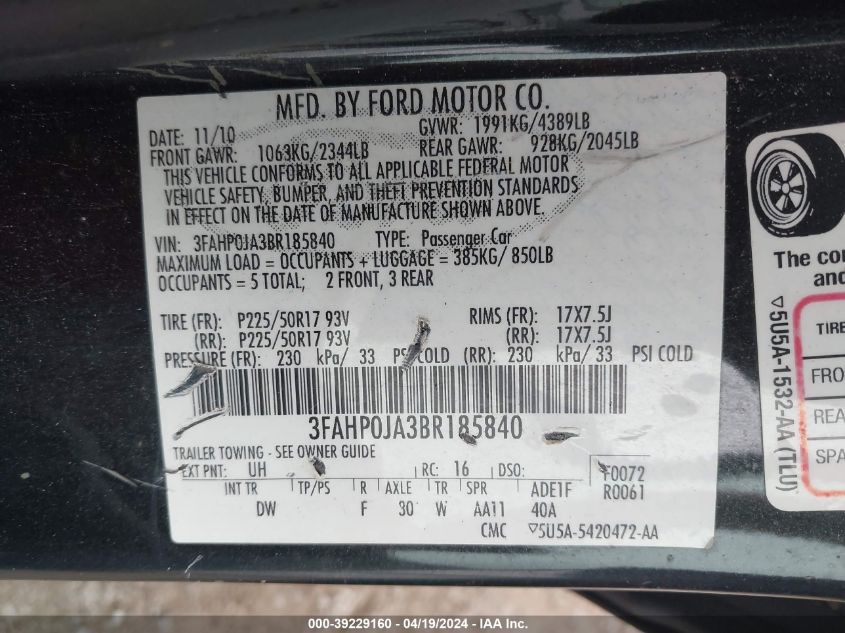 MFD. BY FORD MOTOR CO.
DATE: 11/10 GVWR: 1991KG/4389LB
FRONT GAWR: 1063KG/2344LB REAR GAWR: 928KG/2045LB
THIS VEHICLE CONFORMS TO ALL APPLICABLE FEDERAL MOTOR
VEHICLE SAFETY, BUMPER, AND THEFT PREVENTION STANDARDS
IN EFFECT ON THE DATE OF MANUFACTURE SHOWN ABOVE.
VIN: 3FAHP0JA3BR185840 TYPE: Passenger Car
MAXIMUM LOAD = OCCUPANTS + LUGGAGE = 385KG/ 850LB
OCCUPANTS = 5 TOTAL; 2 FRONT, 3 REAR
TIRE (FR): P225/50R17 93V RIMS (FR): 17X7.5J
(RR): P225/50R17 93V (RR): 17X7.5J
PRESSURE (FR): 230 kPa/ 33 PSI COLD (RR): 230 kPa/ 33 PSI COLD
3FAHP0JA3BR185840
TRAILER TOWING - SEE OWNER GUIDE
EXT PNT: UH RC: 16 DSO: F0072
R0061
INT TR TP/PS R AXLE TR SPR ADE1F
DW F 30 W AA11 40A
CMC ▽5U5A-5420472-AA
The co
and
▽5U5A-1532-AA (TLU)
TIRE
FRO
REA
SPA
000-39229160 - 04/19/2024 - IAA, Inc.